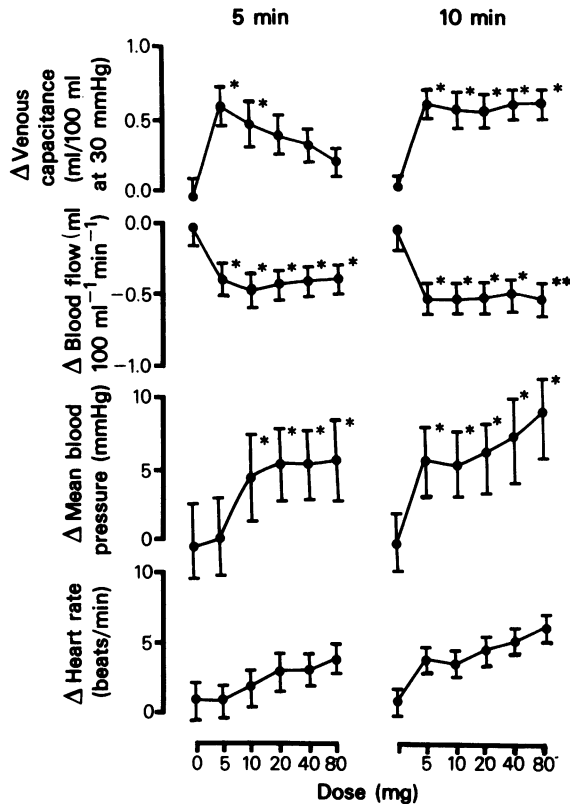 5 min
10 min
Δ Venous
capacitance
(ml/100 ml
at 30 mmHg)
1.0
0.5
0.0
* *
* * * * *
Δ Blood flow (ml
100 ml⁻¹ min⁻¹)
0.0
−0.5
−1.0
* * * * *
* * * * **
Δ Mean blood
pressure (mmHg)
10
5
0
* * * *
* * * * *
Δ Heart rate
(beats/min)
10
5
0
0 5 10 20 40 80
5 10 20 40 80
Dose (mg)